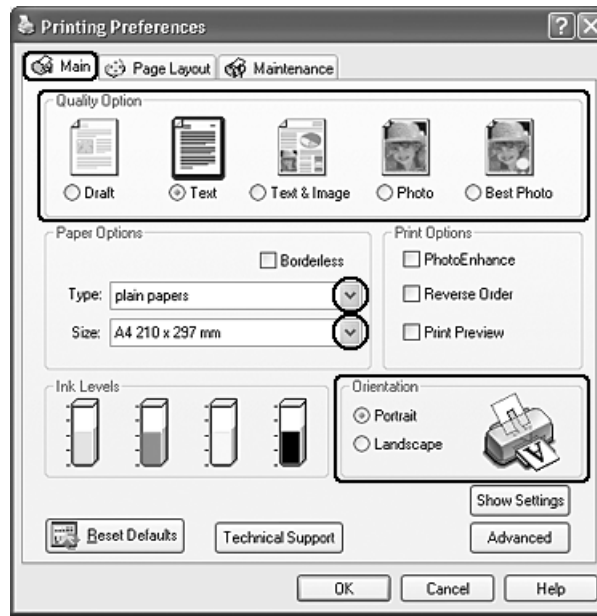 Printing Preferences
Main Page Layout Maintenance
Quality Option
Draft Text Text & Image Photo Best Photo
Paper Options
Borderless
Type: plain papers
Size: A4 210 x 297 mm
Print Options
PhotoEnhance
Reverse Order
Print Preview
Ink Levels
Orientation
Portrait
Landscape
A
Show Settings
Reset Defaults Technical Support Advanced
OK Cancel Help